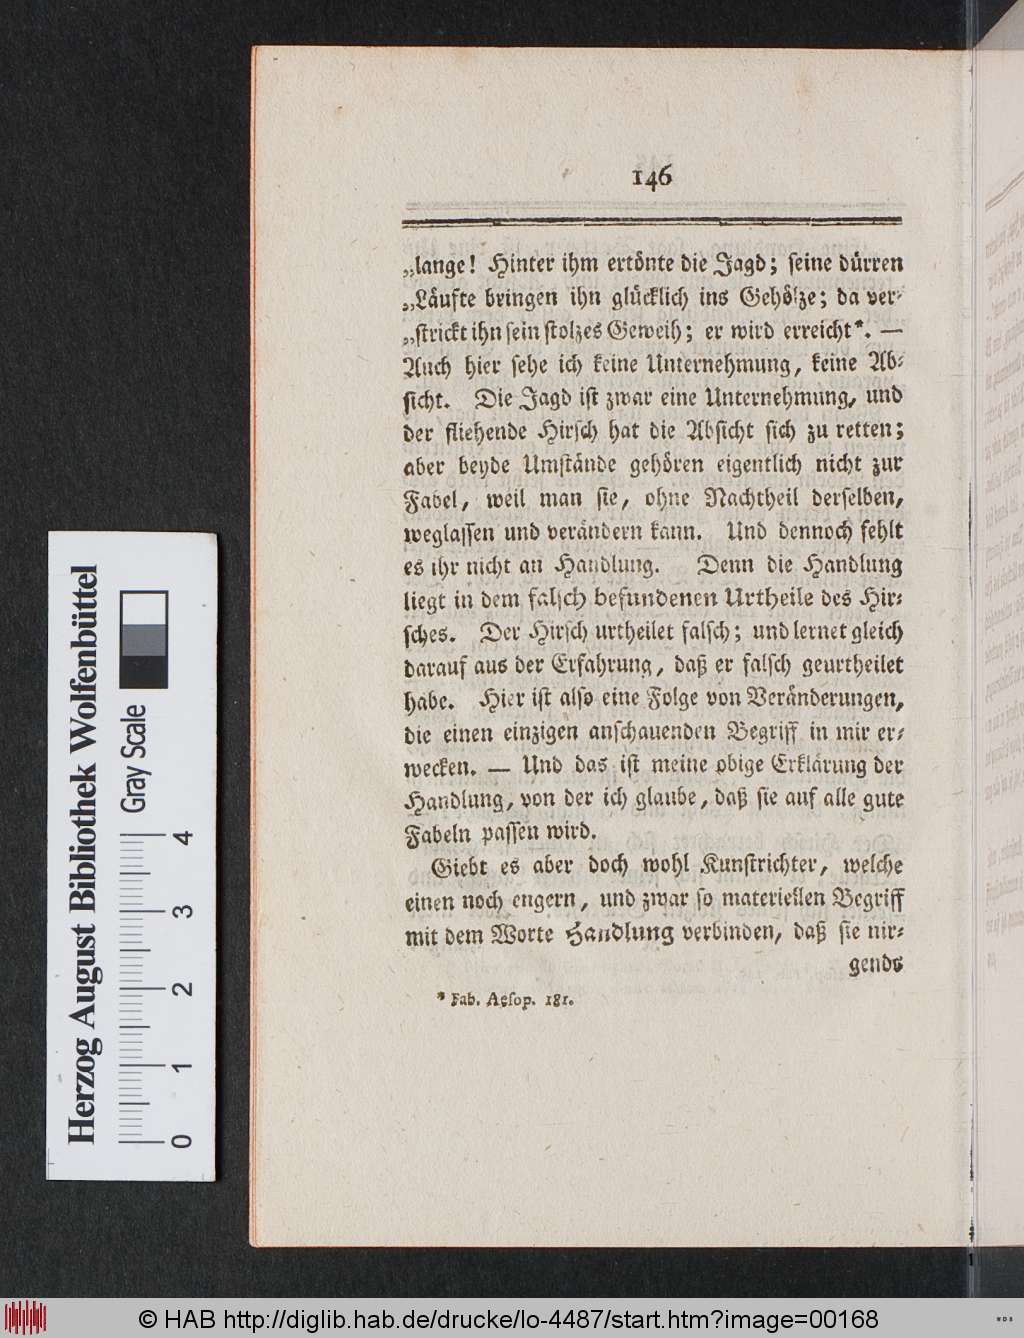 146
„lange! Hinter ihm ertönte die Jagd; seine dürren
„Läufte bringen ihn glücklich ins Gehölze; da ver-
„strickt ihn sein stolzes Geweih; er wird erreicht*. —
Auch hier sehe ich keine Unternehmung, keine Ab-
sicht. Die Jagd ist zwar eine Unternehmung, und
der fliehende Hirsch hat die Absicht sich zu retten;
aber beyde Umstände gehören eigentlich nicht zur
Fabel, weil man sie, ohne Nachtheil derselben,
weglassen und verändern kann. Und dennoch fehlt
es ihr nicht an Handlung. Denn die Handlung
liegt in dem falsch befundenen Urtheile des Hir-
sches. Der Hirsch urtheilet falsch; und lernet gleich
darauf aus der Erfahrung, daß er falsch geurtheilet
habe. Hier ist also eine Folge von Veränderungen,
die einen einzigen anschauenden Begriff in mir er-
wecken. — Und das ist meine obige Erklärung der
Handlung, von der ich glaube, daß sie auf alle gute
Fabeln passen wird.
Giebt es aber doch wohl Kunstrichter, welche
einen noch engern, und zwar so materiellen Begriff
mit dem Worte Handlung verbinden, daß sie nir-
gends
* Fab. Aesop. 181.
Herzog August Bibliothek Wolfenbüttel
Gray Scale
0 1 2 3 4
© HAB http://diglib.hab.de/drucke/lo-4487/start.htm?image=00168